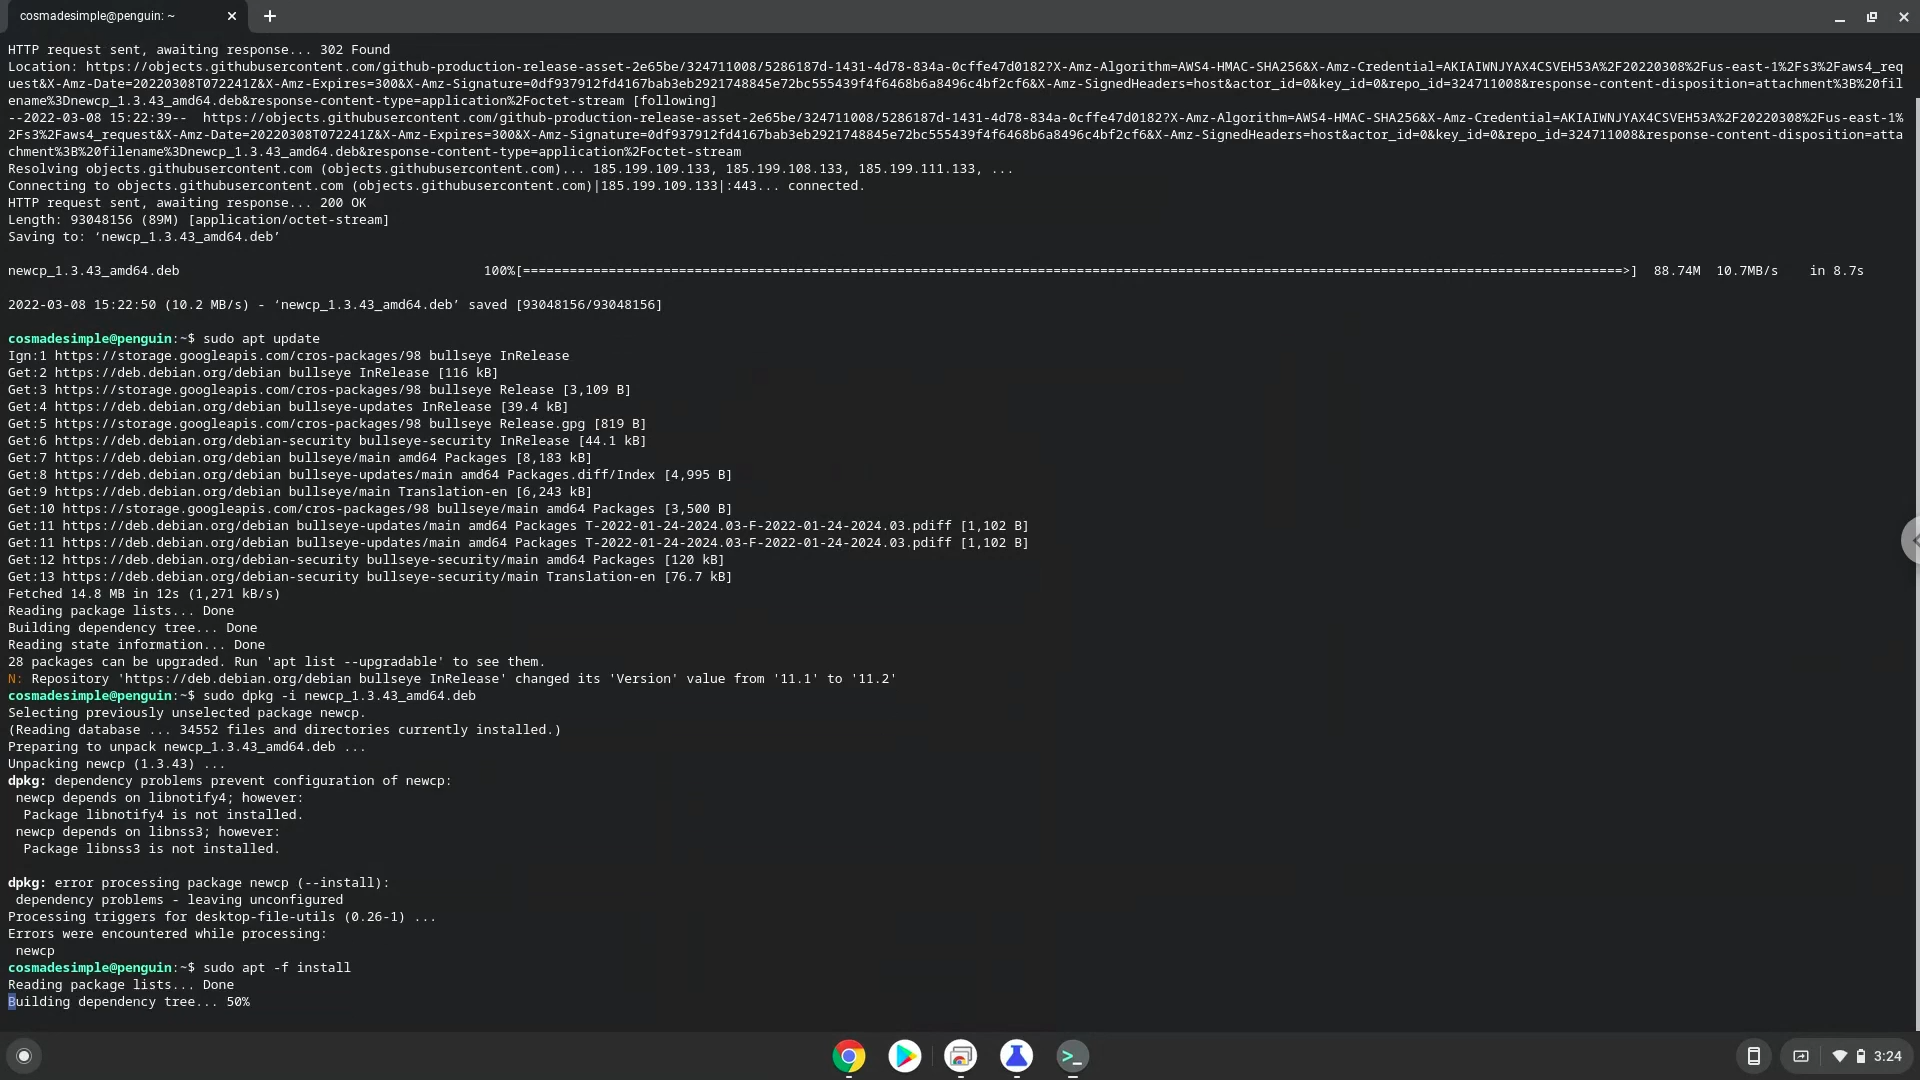 cosmadesimple@penguin: ~
HTTP request sent, awaiting response... 302 Found
Location: https://objects.githubusercontent.com/github-production-release-asset-2e65be/324711008/5286187d-1431-4d78-834a-0cffe47d0182?X-Amz-Algorithm=AWS4-HMAC-SHA256&X-Amz-Credential=AKIAIWNJYAX4CSVEH53A%2F20220308%2Fus-east-1%2Fs3%2Faws4_req
uest&X-Amz-Date=20220308T072241Z&X-Amz-Expires=300&X-Amz-Signature=0df937912fd4167bab3eb2921748845e72bc555439f4f6468b6a8496c4bf2cf6&X-Amz-SignedHeaders=host&actor_id=0&key_id=0&repo_id=324711008&response-content-disposition=attachment%3B%20fil
ename%3Dnewcp_1.3.43_amd64.deb&response-content-type=application%2Foctet-stream [following]
--2022-03-08 15:22:39--  https://objects.githubusercontent.com/github-production-release-asset-2e65be/324711008/5286187d-1431-4d78-834a-0cffe47d0182?X-Amz-Algorithm=AWS4-HMAC-SHA256&X-Amz-Credential=AKIAIWNJYAX4CSVEH53A%2F20220308%2Fus-east-1%
2Fs3%2Faws4_request&X-Amz-Date=20220308T072241Z&X-Amz-Expires=300&X-Amz-Signature=0df937912fd4167bab3eb2921748845e72bc555439f4f6468b6a8496c4bf2cf6&X-Amz-SignedHeaders=host&actor_id=0&key_id=0&repo_id=324711008&response-content-disposition=atta
chment%3B%20filename%3Dnewcp_1.3.43_amd64.deb&response-content-type=application%2Foctet-stream
Resolving objects.githubusercontent.com (objects.githubusercontent.com)... 185.199.109.133, 185.199.108.133, 185.199.111.133, ...
Connecting to objects.githubusercontent.com (objects.githubusercontent.com)|185.199.109.133|:443... connected.
HTTP request sent, awaiting response... 200 OK
Length: 93048156 (89M) [application/octet-stream]
Saving to: ‘newcp_1.3.43_amd64.deb’
newcp_1.3.43_amd64.deb 100%[=============================================================================================================================================>] 88.74M 10.7MB/s in 8.7s
2022-03-08 15:22:50 (10.2 MB/s) - ‘newcp_1.3.43_amd64.deb’ saved [93048156/93048156]
cosmadesimple@penguin:~$ sudo apt update
Ign:1 https://storage.googleapis.com/cros-packages/98 bullseye InRelease
Get:2 https://deb.debian.org/debian bullseye InRelease [116 kB]
Get:3 https://storage.googleapis.com/cros-packages/98 bullseye Release [3,109 B]
Get:4 https://deb.debian.org/debian bullseye-updates InRelease [39.4 kB]
Get:5 https://storage.googleapis.com/cros-packages/98 bullseye Release.gpg [819 B]
Get:6 https://deb.debian.org/debian-security bullseye-security InRelease [44.1 kB]
Get:7 https://deb.debian.org/debian bullseye/main amd64 Packages [8,183 kB]
Get:8 https://deb.debian.org/debian bullseye-updates/main amd64 Packages.diff/Index [4,995 B]
Get:9 https://deb.debian.org/debian bullseye/main Translation-en [6,243 kB]
Get:10 https://storage.googleapis.com/cros-packages/98 bullseye/main amd64 Packages [3,500 B]
Get:11 https://deb.debian.org/debian bullseye-updates/main amd64 Packages T-2022-01-24-2024.03-F-2022-01-24-2024.03.pdiff [1,102 B]
Get:11 https://deb.debian.org/debian bullseye-updates/main amd64 Packages T-2022-01-24-2024.03-F-2022-01-24-2024.03.pdiff [1,102 B]
Get:12 https://deb.debian.org/debian-security bullseye-security/main amd64 Packages [120 kB]
Get:13 https://deb.debian.org/debian-security bullseye-security/main Translation-en [76.7 kB]
Fetched 14.8 MB in 12s (1,271 kB/s)
Reading package lists... Done
Building dependency tree... Done
Reading state information... Done
28 packages can be upgraded. Run 'apt list --upgradable' to see them.
N: Repository 'https://deb.debian.org/debian bullseye InRelease' changed its 'Version' value from '11.1' to '11.2'
cosmadesimple@penguin:~$ sudo dpkg -i newcp_1.3.43_amd64.deb
Selecting previously unselected package newcp.
(Reading database ... 34552 files and directories currently installed.)
Preparing to unpack newcp_1.3.43_amd64.deb ...
Unpacking newcp (1.3.43) ...
dpkg: dependency problems prevent configuration of newcp:
 newcp depends on libnotify4; however:
  Package libnotify4 is not installed.
 newcp depends on libnss3; however:
  Package libnss3 is not installed.
dpkg: error processing package newcp (--install):
 dependency problems - leaving unconfigured
Processing triggers for desktop-file-utils (0.26-1) ...
Errors were encountered while processing:
 newcp
cosmadesimple@penguin:~$ sudo apt -f install
Reading package lists... Done
Building dependency tree... 50%
3:24